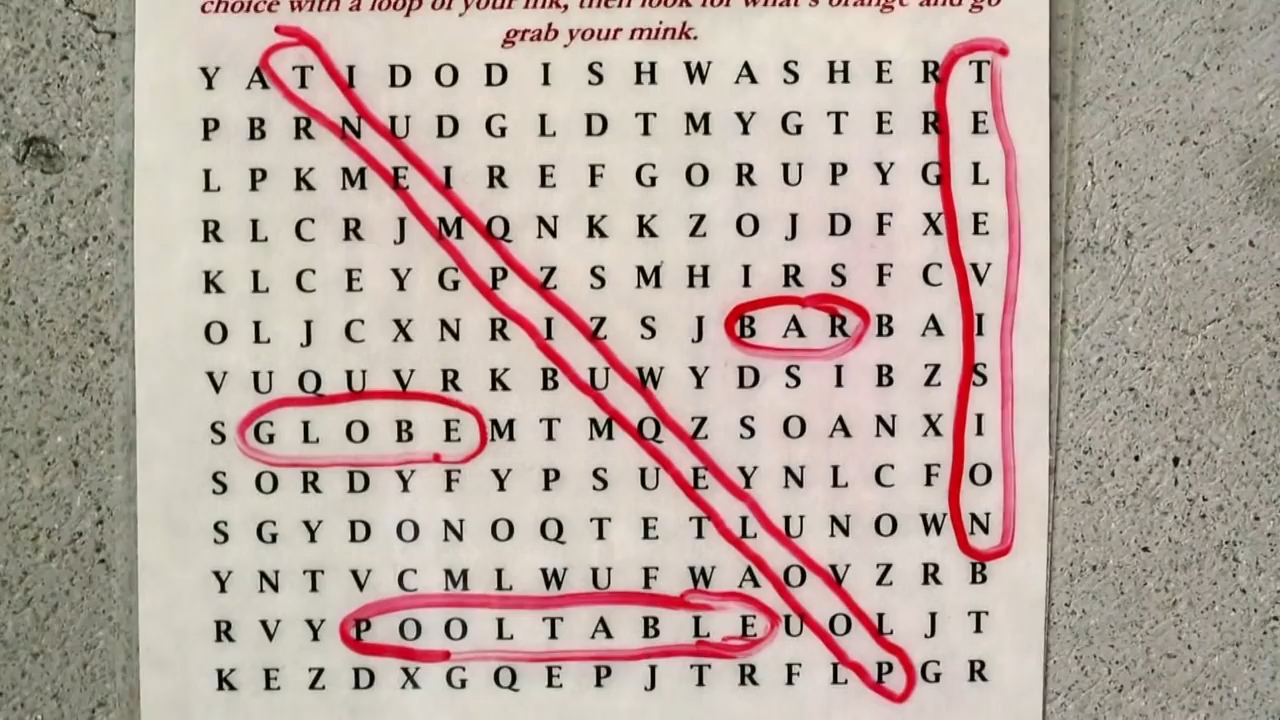 choice with a loop of your ink, then look for what's orange and go
grab your mink.
Y A T I D O D I S H W A S H E R T
P B R N U D G L D T M Y G T E R E
L P K M E I R E F G O R U P Y G L
R L C R J M Q N K K Z O J D F X E
K L C E Y G P Z S M H I R S F C V
O L J C X N R I Z S J B A R B A I
V U Q U V R K B U W Y D S I B Z S
S G L O B E M T M Q Z S O A N X I
S O R D Y F Y P S U E Y N L C F O
S G Y D O N O Q T E T L U N O W N
Y N T V C M L W U F W A O V Z R B
R V Y P O O L T A B L E U O L J T
K E Z D X G Q E P J T R F L P G R